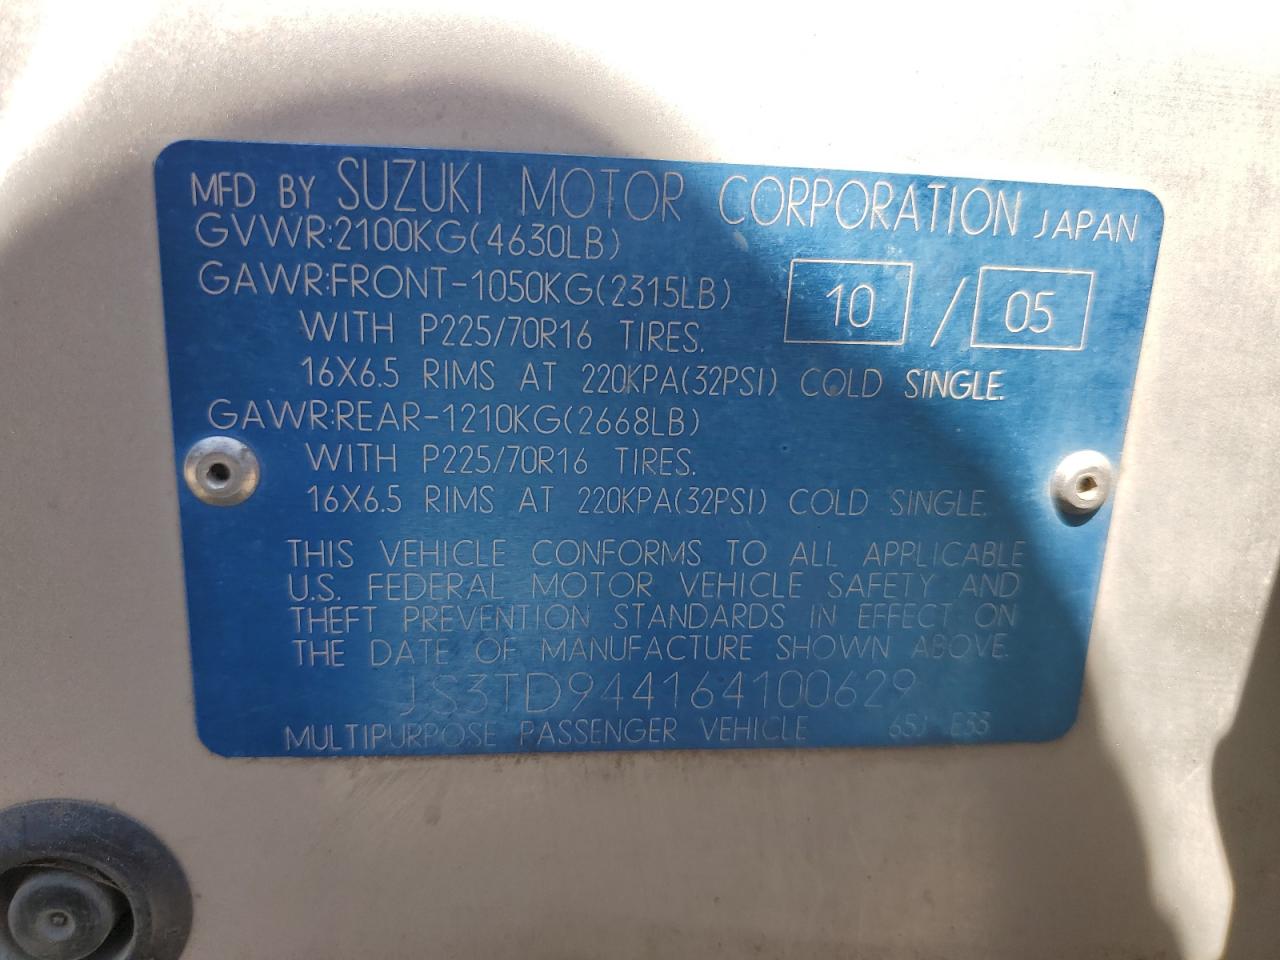 MFD BY SUZUKI MOTOR CORPORATION JAPAN
GVWR:2100KG(4630LB)
GAWR:FRONT-1050KG(2315LB) 10 / 05
WITH P225/70R16 TIRES.
16X6.5 RIMS AT 220KPA(32PSI) COLD SINGLE.
GAWR:REAR-1210KG(2668LB)
WITH P225/70R16 TIRES.
16X6.5 RIMS AT 220KPA(32PSI) COLD SINGLE.
THIS VEHICLE CONFORMS TO ALL APPLICABLE
U.S. FEDERAL MOTOR VEHICLE SAFETY AND
THEFT PREVENTION STANDARDS IN EFFECT ON
THE DATE OF MANUFACTURE SHOWN ABOVE.
JS3TD944164100629
MULTIPURPOSE PASSENGER VEHICLE 65J E33